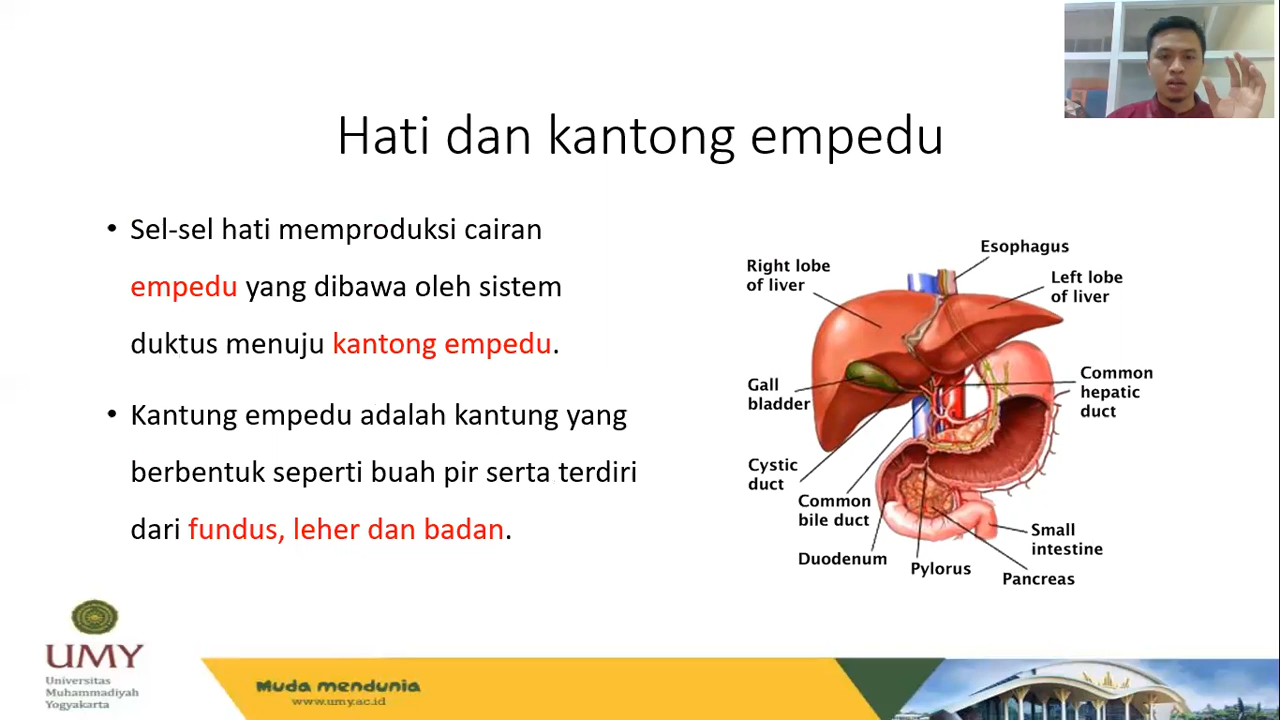 Hati dan kantong empedu
• Sel-sel hati memproduksi cairan
empedu yang dibawa oleh sistem
duktus menuju kantong empedu.
• Kantung empedu adalah kantung yang
berbentuk seperti buah pir serta terdiri
dari fundus, leher dan badan.
Esophagus
Right lobe
of liver
Left lobe
of liver
Gall
bladder
Common
hepatic
duct
Cystic
duct
Common
bile duct
Duodenum
Pylorus
Small
intestine
Pancreas
UMY
Universitas
Muhammadiyah
Yogyakarta
Muda mendunia
www.umy.ac.id